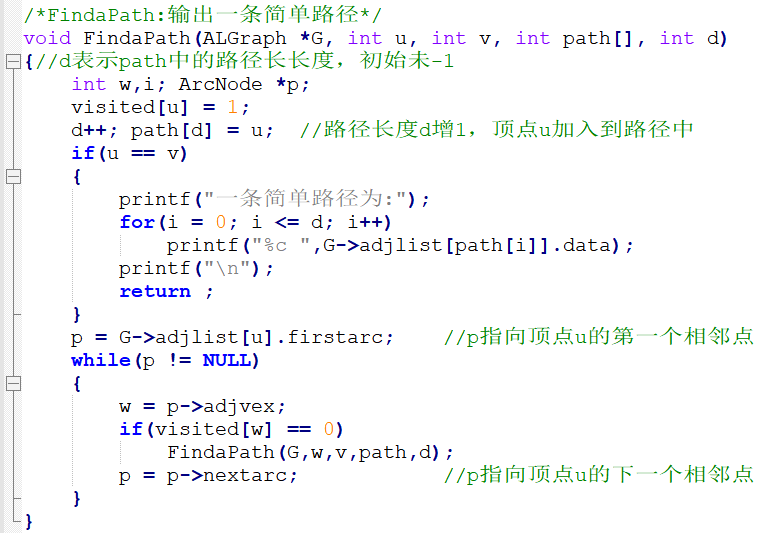 /*FindaPath:输出一条简单路径*/
void FindaPath(ALGraph *G, int u, int v, int path[], int d)
{//d表示path中的路径长长度，初始未-1
    int w,i; ArcNode *p;
    visited[u] = 1;
    d++; path[d] = u;  //路径长度d增1，顶点u加入到路径中
    if(u == v)
    {
        printf("一条简单路径为:");
        for(i = 0; i <= d; i++)
            printf("%c ",G->adjlist[path[i]].data);
        printf("\n");
        return ;
    }
    p = G->adjlist[u].firstarc;    //p指向顶点u的第一个相邻点
    while(p != NULL)
    {
        w = p->adjvex;
        if(visited[w] == 0)
            FindaPath(G,w,v,path,d);
        p = p->nextarc;            //p指向顶点u的下一个相邻点
    }
}